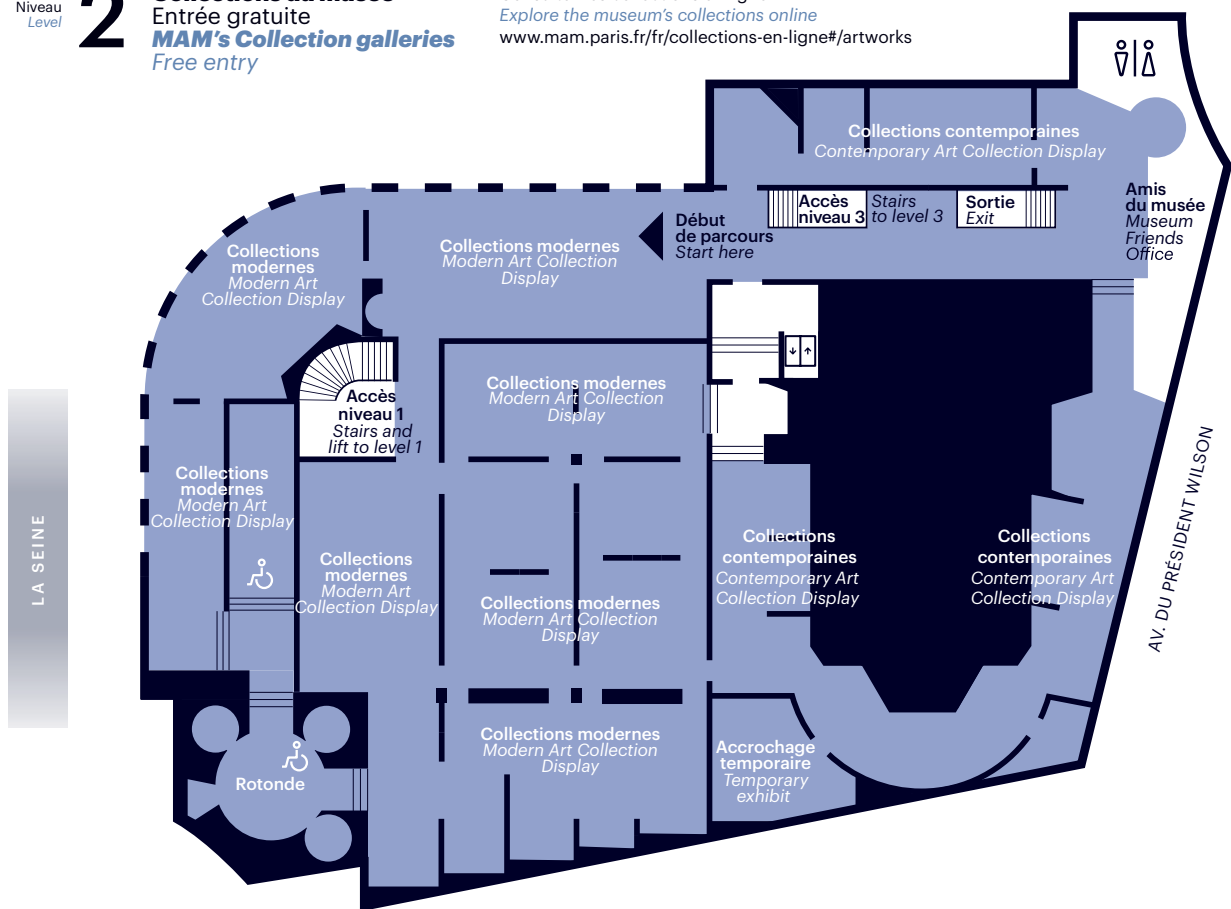 Niveau
Level
2
Collections du musée
Entrée gratuite
MAM's Collection galleries
Free entry
Explore the museum's collections online
www.mam.paris.fr/fr/collections-en-ligne#/artworks
Collections contemporaines
Contemporary Art Collection Display
Accès
niveau 3
Stairs
to level 3
Sortie
Exit
Amis
du musée
Museum
Friends
Office
Début
de parcours
Start here
Collections modernes
Modern Art Collection
Display
Collections
modernes
Modern Art
Collection Display
Accès
niveau 1
Stairs and
lift to level 1
Collections modernes
Modern Art Collection
Display
Collections
modernes
Modern Art
Collection Display
Collections
modernes
Modern Art
Collection Display
Collections modernes
Modern Art Collection
Display
Collections
contemporaines
Contemporary Art
Collection Display
Collections
contemporaines
Contemporary Art
Collection Display
Collections modernes
Modern Art Collection
Display
Accrochage
temporaire
Temporary
exhibit
Rotonde
LA SEINE
AV. DU PRÉSIDENT WILSON